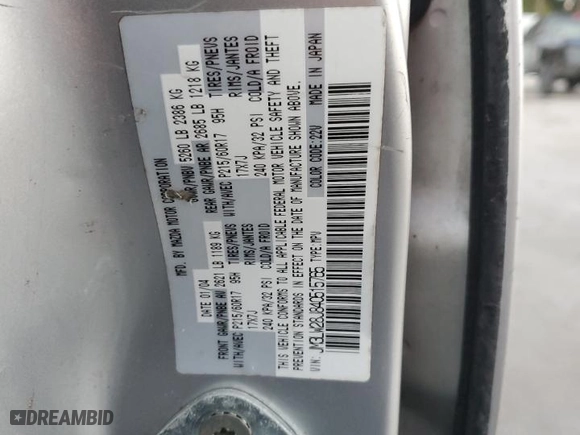 MFD. BY MAZDA MOTOR CORPORATION
DATE 01/04 GVWR/PNBV 5260 LB 2386 KG
FRONT GAWR/PNBE AV 2621 LB 1189 KG REAR GAWR/PNBE AR 2685 LB 1218 KG
WITH/AVEC P215/60R17 95H TIRES/PNEUS WITH/AVEC P215/60R17 95H TIRES/PNEUS
17X7J RIMS/JANTES 17X7J RIMS/JANTES
240 KPA/32 PSI COLD/A FROID 240 KPA/32 PSI COLD/A FROID
THIS VEHICLE CONFORMS TO ALL APPLICABLE FEDERAL MOTOR VEHICLE SAFETY AND THEFT
PREVENTION STANDARDS IN EFFECT ON THE DATE OF MANUFACTURE SHOWN ABOVE.
VIN: JM3LW28J840515765 TYPE:MPV COLOR CODE:22V MADE IN JAPAN
DREAMBID